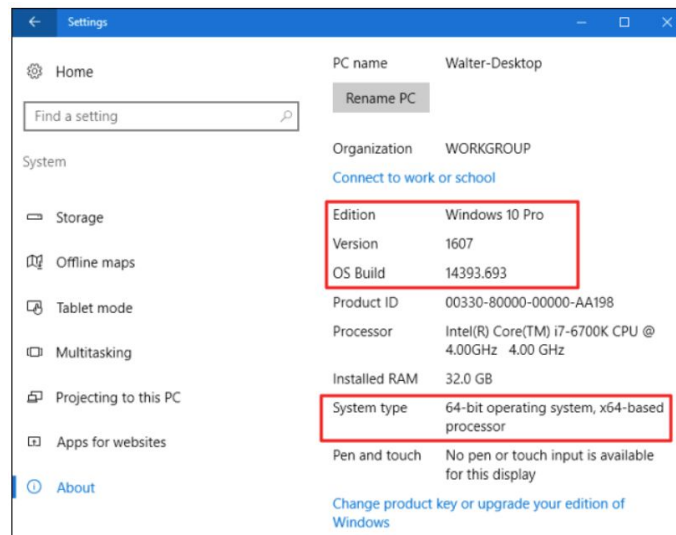 Settings
Home
Find a setting
System
Storage
Offline maps
Tablet mode
Multitasking
Projecting to this PC
Apps for websites
About
PC name Walter-Desktop
Rename PC
Organization WORKGROUP
Connect to work or school
Edition Windows 10 Pro
Version 1607
OS Build 14393.693
Product ID 00330-80000-00000-AA198
Processor Intel(R) Core(TM) i7-6700K CPU @
4.00GHz 4.00 GHz
Installed RAM 32.0 GB
System type 64-bit operating system, x64-based
processor
Pen and touch No pen or touch input is available
for this display
Change product key or upgrade your edition of
Windows